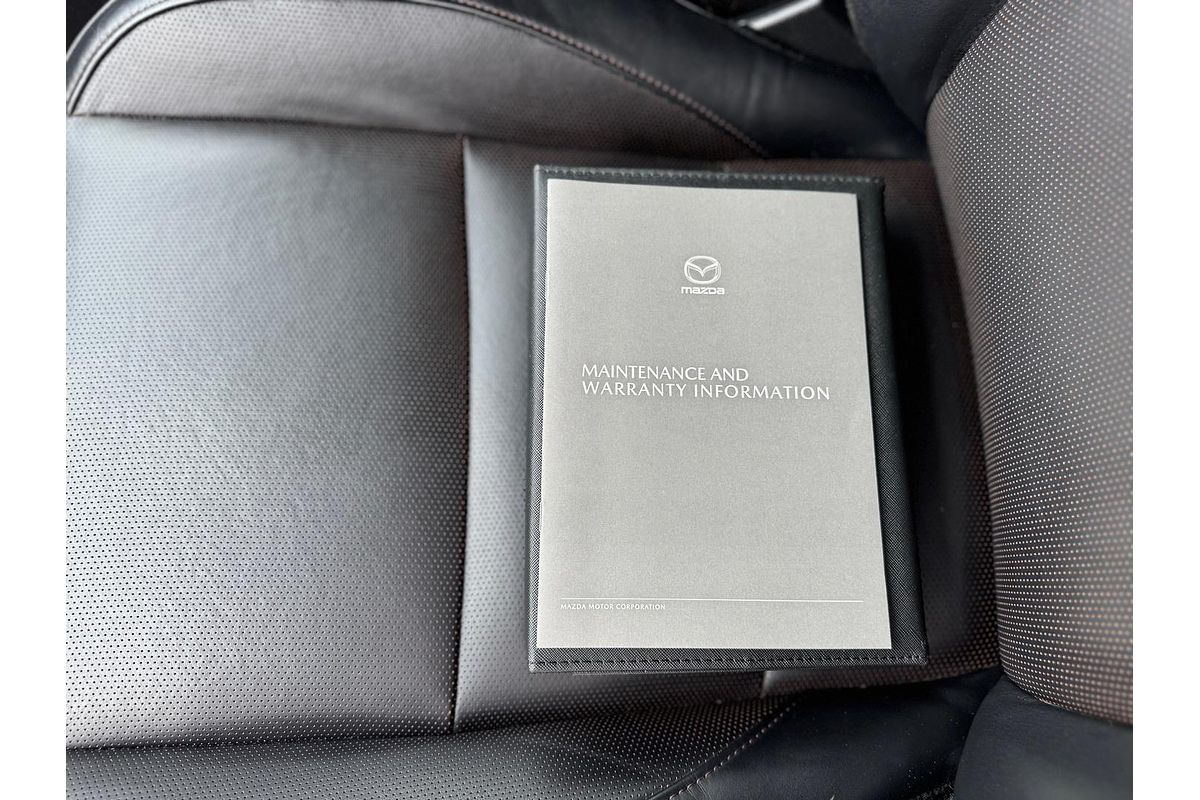 mazda
MAINTENANCE AND
WARRANTY INFORMATION
MAZDA MOTOR CORPORATION